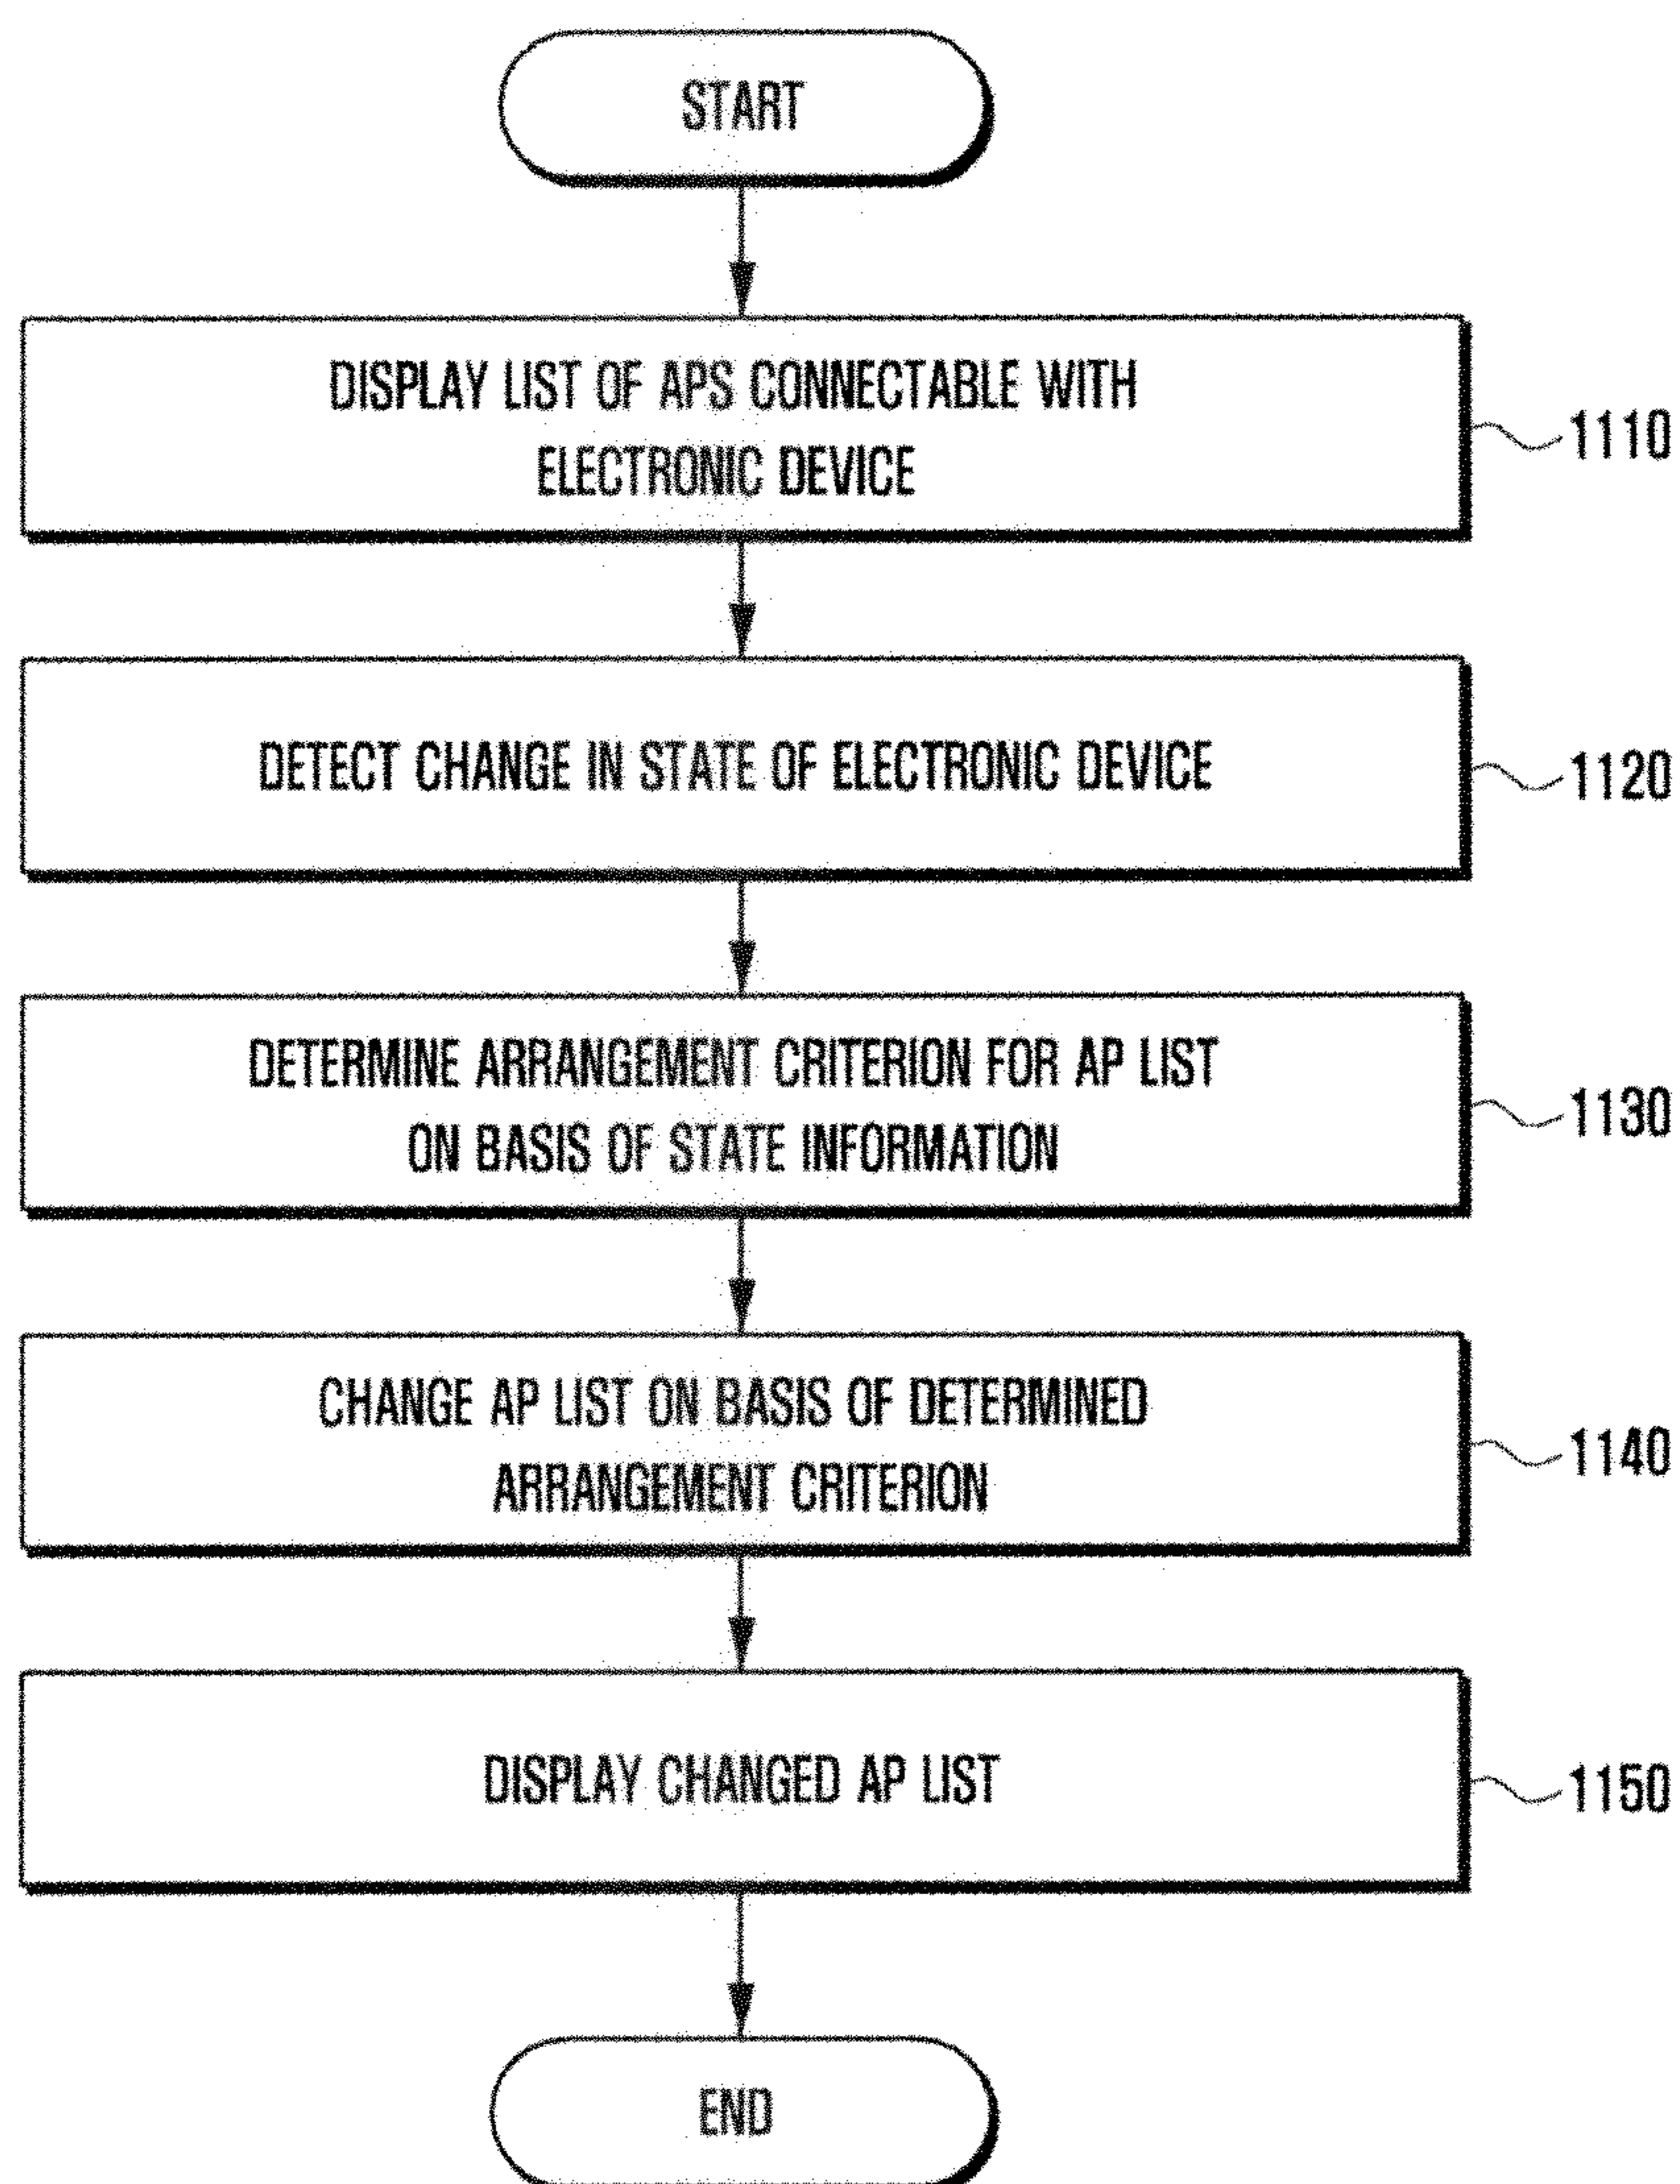 START
DISPLAY LIST OF APS CONNECTABLE WITH
ELECTRONIC DEVICE
1110
DETECT CHANGE IN STATE OF ELECTRONIC DEVICE
1120
DETERMINE ARRANGEMENT CRITERION FOR AP LIST
ON BASIS OF STATE INFORMATION
1130
CHANGE AP LIST ON BASIS OF DETERMINED
ARRANGEMENT CRITERION
1140
DISPLAY CHANGED AP LIST
1150
END